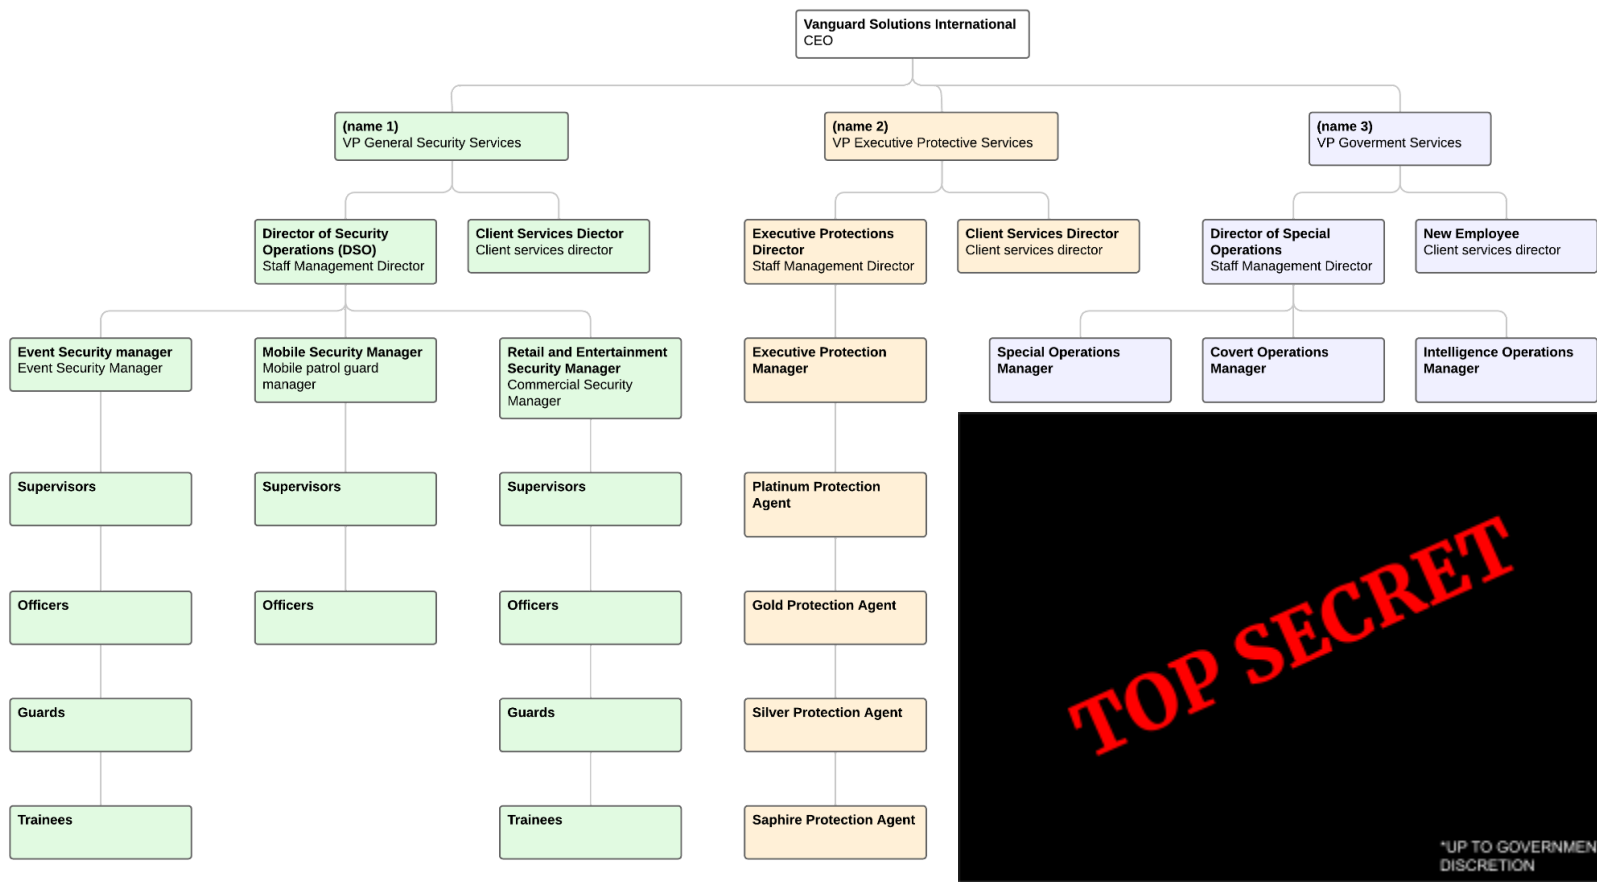 Vanguard Solutions International
CEO
(name 1)
VP General Security Services
(name 2)
VP Executive Protective Services
(name 3)
VP Goverment Services
Director of Security
Operations (DSO)
Staff Management Director
Client Services Diector
Client services director
Executive Protections
Director
Staff Management Director
Client Services Director
Client services director
Director of Special
Operations
Staff Management Director
New Employee
Client services director
Event Security manager
Event Security Manager
Mobile Security Manager
Mobile patrol guard
manager
Retail and Entertainment
Security Manager
Commercial Security
Manager
Executive Protection
Manager
Special Operations
Manager
Covert Operations
Manager
Intelligence Operations
Manager
Supervisors
Supervisors
Supervisors
Platinum Protection
Agent
Officers
Officers
Officers
Gold Protection Agent
Guards
Guards
Silver Protection Agent
Trainees
Trainees
Saphire Protection Agent
TOP SECRET
*UP TO GOVERNMEN
DISCRETION